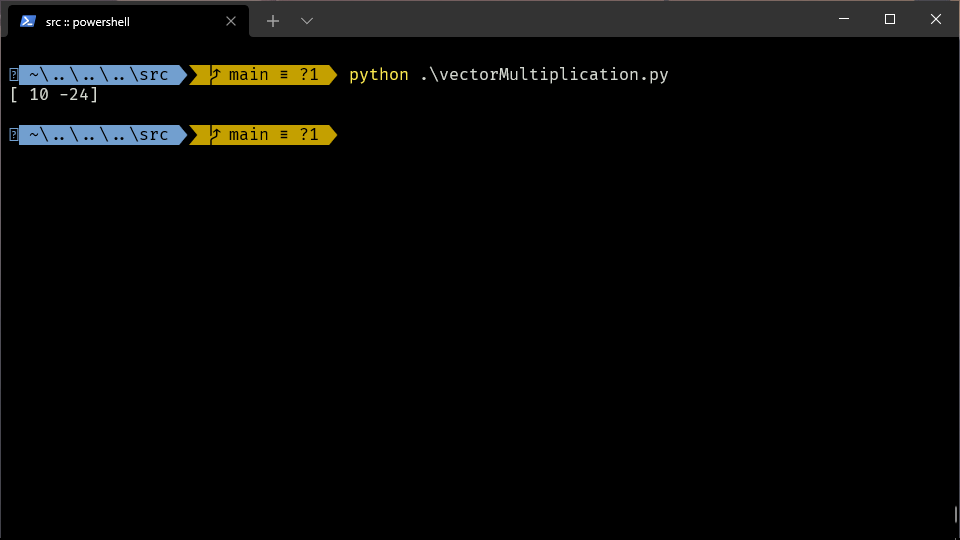 src :: powershell
~\..\..\..\src main ≡ ?1 python .\vectorMultiplication.py
[ 10 -24]
~\..\..\..\src main ≡ ?1